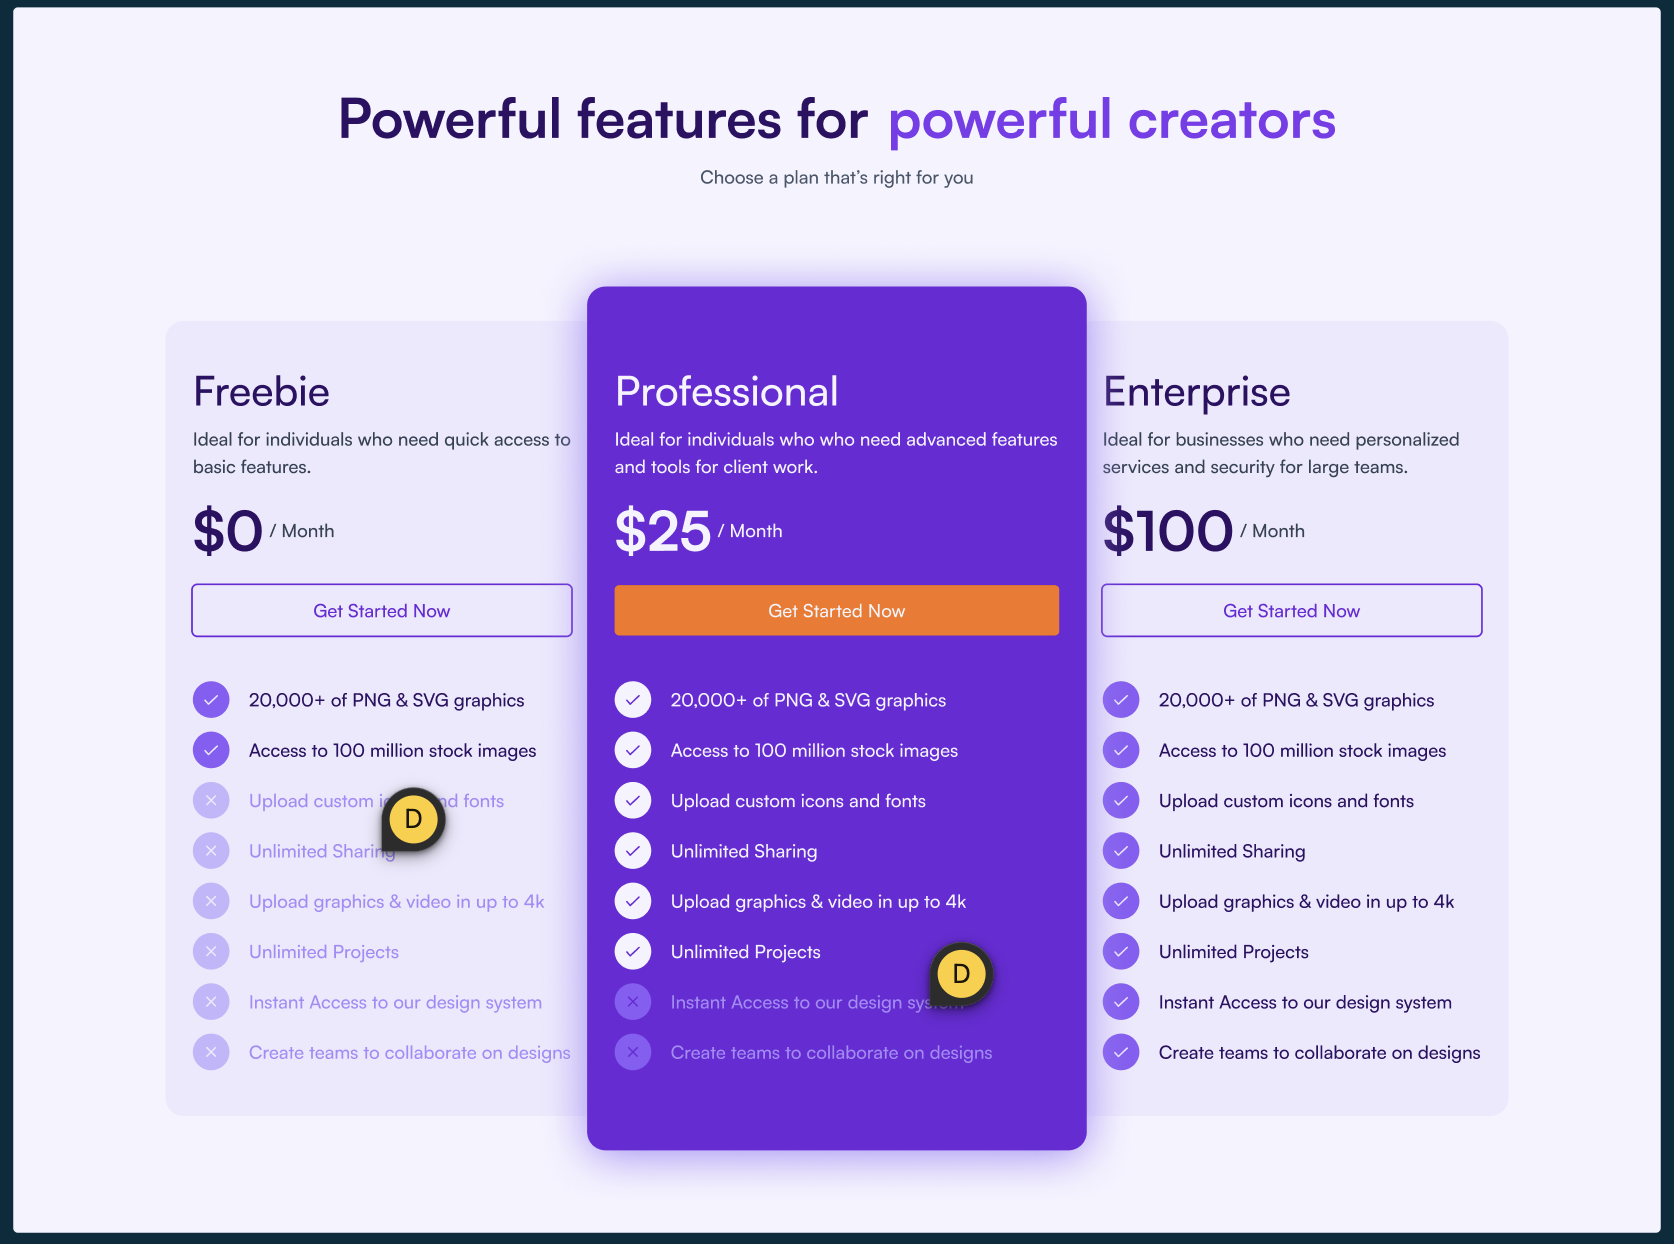 Powerful features for powerful creators
Choose a plan that's right for you
Freebie
Ideal for individuals who need quick access to
basic features.
$0 / Month
Get Started Now
20,000+ of PNG & SVG graphics
Access to 100 million stock images
Upload custom and fonts
D
Unlimited Sharing
Upload graphics & video in up to 4k
Unlimited Projects
Instant Access to our design system
Create teams to collaborate on designs
Professional
Ideal for individuals who who need advanced features
and tools for client work.
$25 / Month
Get Started Now
20,000+ of PNG & SVG graphics
Access to 100 million stock images
Upload custom icons and fonts
Unlimited Sharing
Upload graphics & video in up to 4k
Unlimited Projects
D
Instant Access to our design system
Create teams to collaborate on designs
Enterprise
Ideal for businesses who need personalized
services and security for large teams.
$100 / Month
Get Started Now
20,000+ of PNG & SVG graphics
Access to 100 million stock images
Upload custom icons and fonts
Unlimited Sharing
Upload graphics & video in up to 4k
Unlimited Projects
Instant Access to our design system
Create teams to collaborate on designs